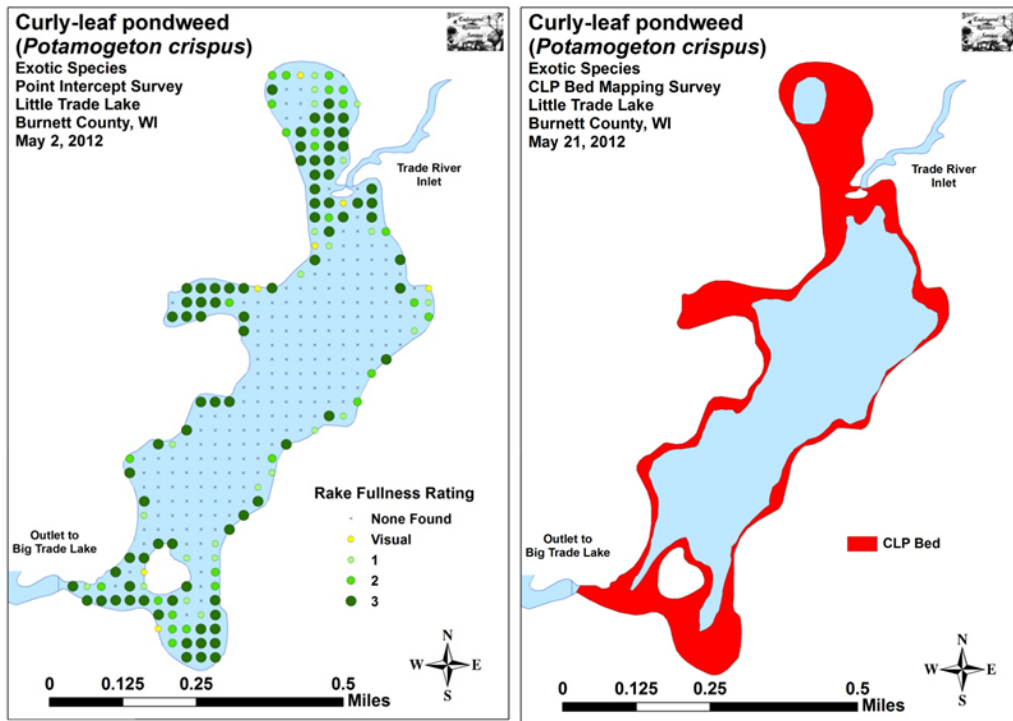 Curly-leaf pondweed
(Potamogeton crispus)
Exotic Species
Point Intercept Survey
Little Trade Lake
Burnett County, WI
May 2, 2012
Trade River
Inlet
Rake Fullness Rating
None Found
Visual
1
2
3
Outlet to
Big Trade Lake
N
W E
S
0 0.125 0.25 0.5
Miles
Curly-leaf pondweed
(Potamogeton crispus)
Exotic Species
CLP Bed Mapping Survey
Little Trade Lake
Burnett County, WI
May 21, 2012
Trade River
Inlet
Outlet to
Big Trade Lake
CLP Bed
N
W E
S
0 0.125 0.25 0.5
Miles